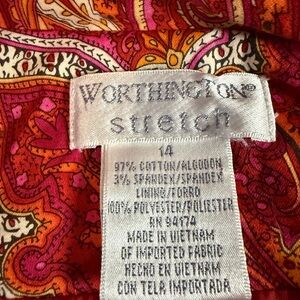 WORTHINGTON®
stretch
14
97% COTTON/ALGODON
3% SPANDEX/SPANDEX
LINING/FORRO
100% POLYESTER/POLIESTER
RN 94174
MADE IN VIETNAM
OF IMPORTED FABRIC
HECHO EN VIETNAM
CON TELA IMPORTADA